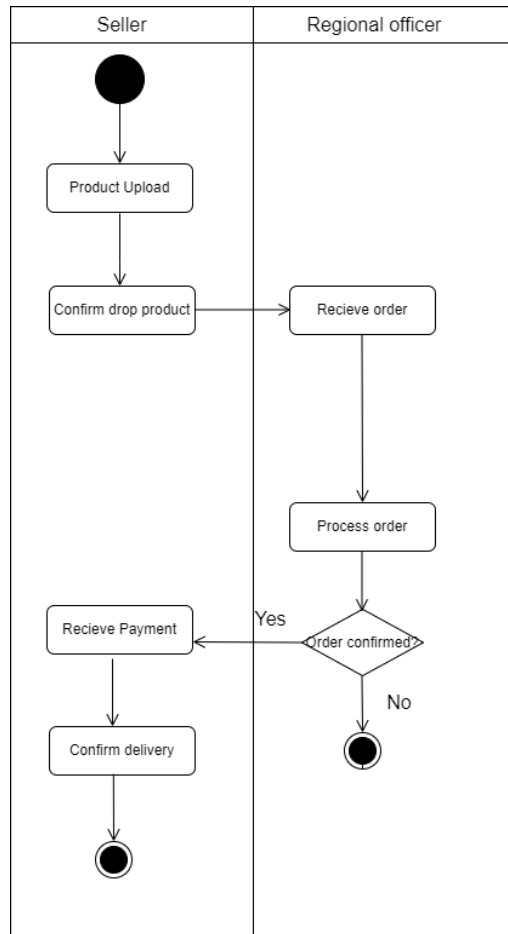 Seller
Regional officer
Product Upload
Confirm drop product
Recieve order
Process order
Order confirmed?
Yes
No
Recieve Payment
Confirm delivery